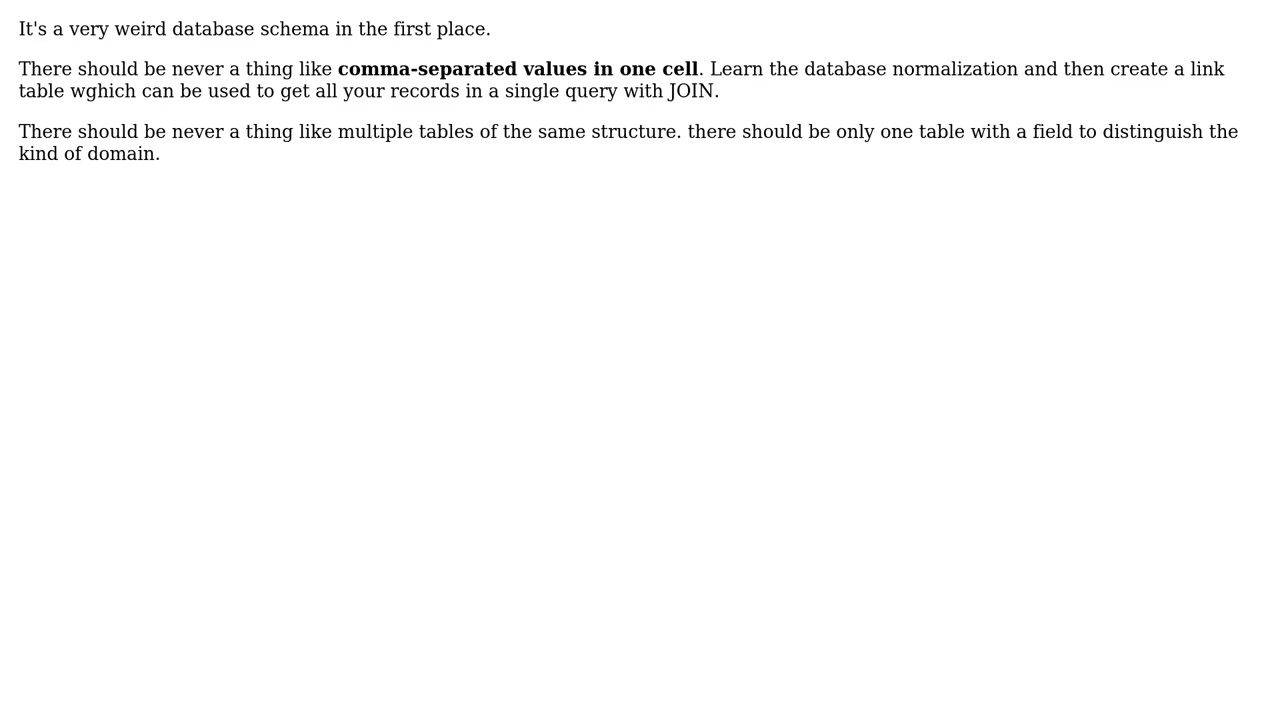 It's a very weird database schema in the first place.
There should be never a thing like comma-separated values in one cell. Learn the database normalization and then create a link
table wghich can be used to get all your records in a single query with JOIN.
There should be never a thing like multiple tables of the same structure. there should be only one table with a field to distinguish the
kind of domain.